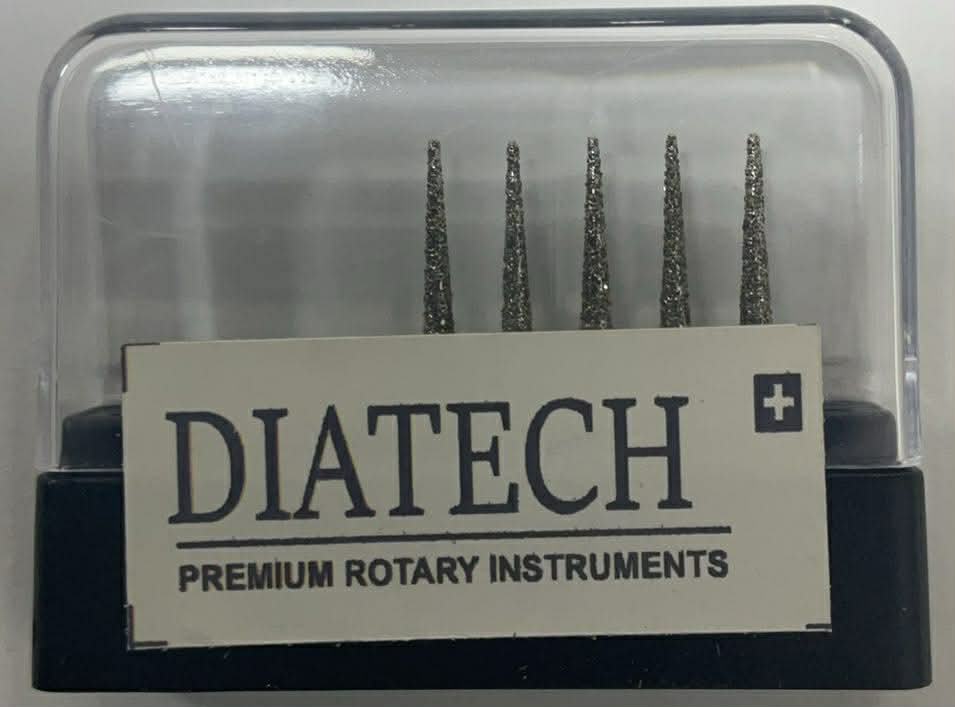 DIATECH
PREMIUM ROTARY INSTRUMENTS